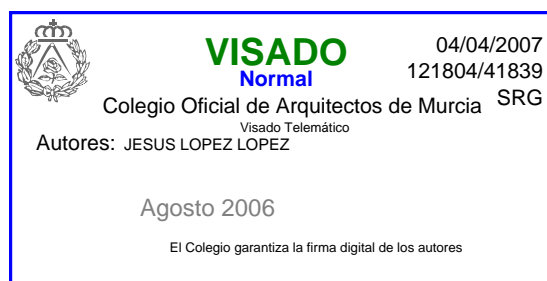 VISADO
Normal
04/04/2007
121804/41839
SRG
Colegio Oficial de Arquitectos de Murcia
Visado Telemático
Autores: JESUS LOPEZ LOPEZ
Agosto 2006
El Colegio garantiza la firma digital de los autores